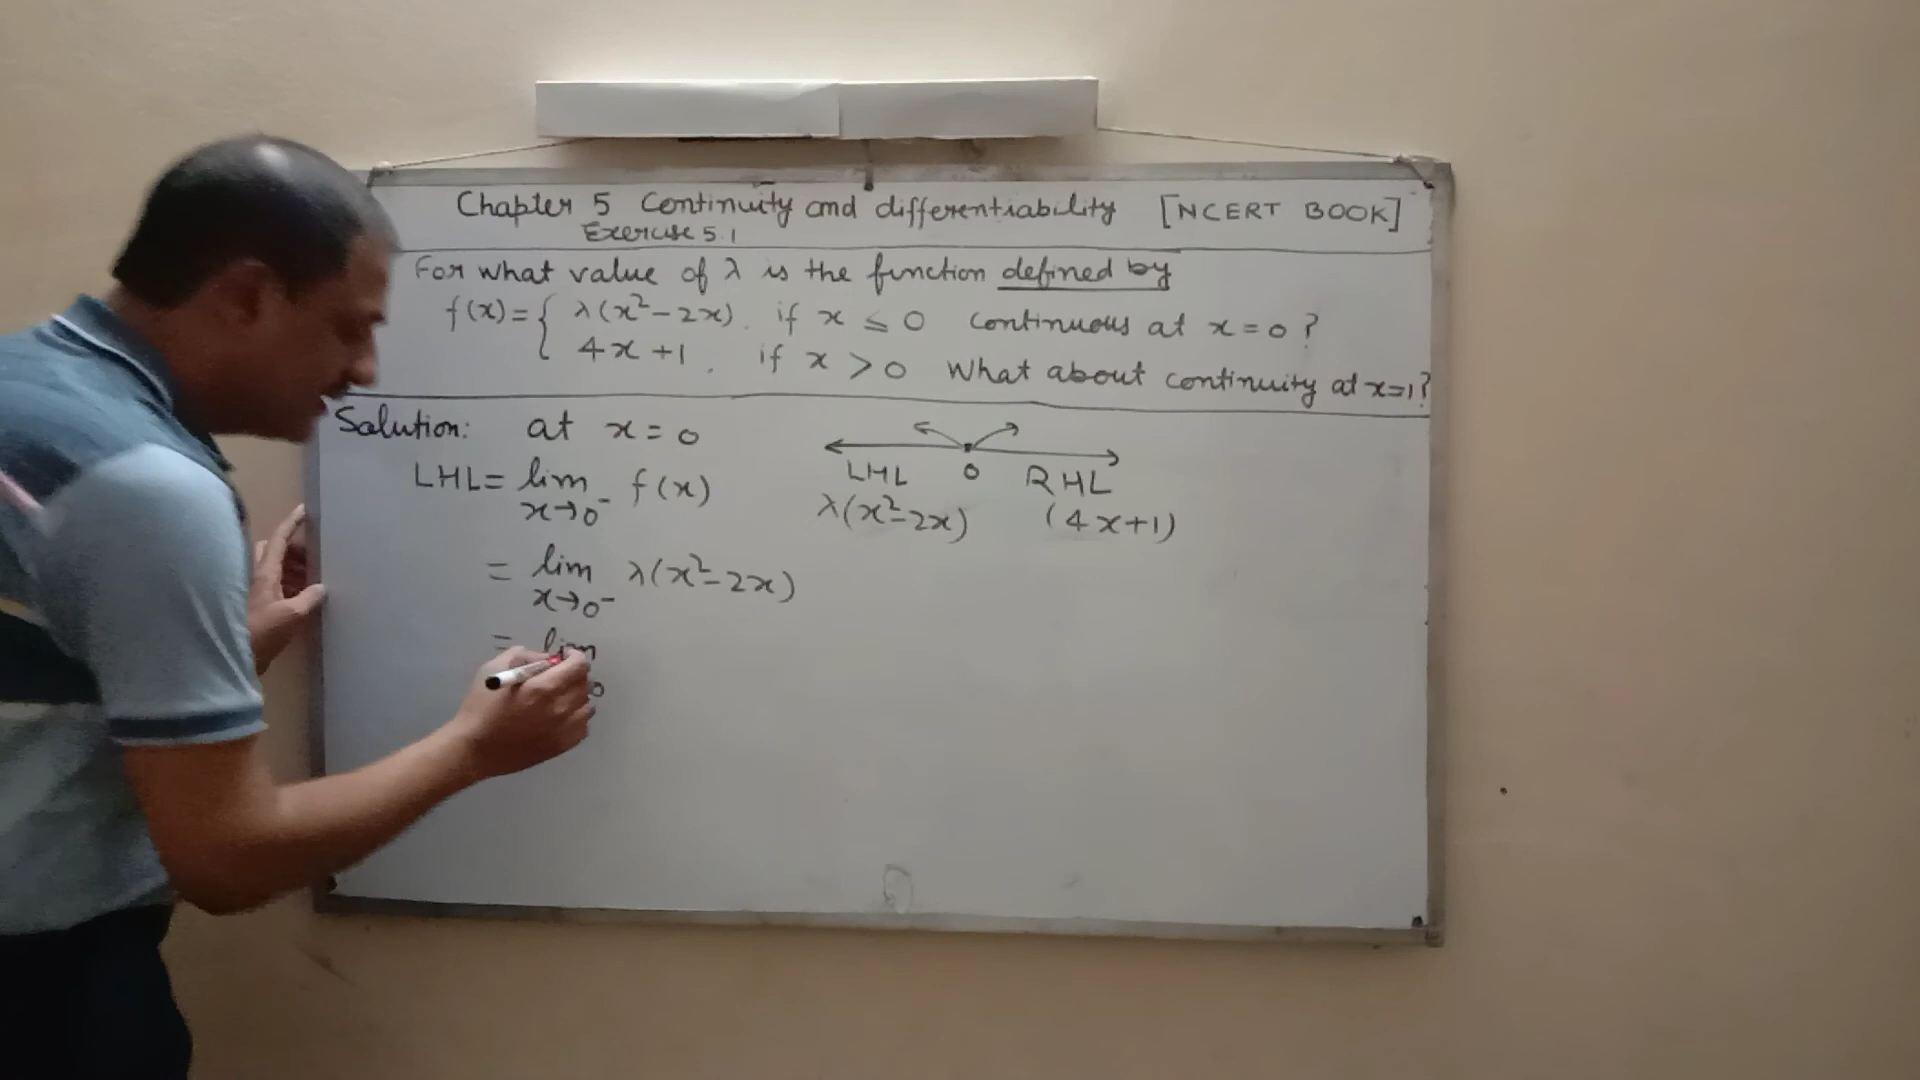 Chapter 5 Continuity and differentiability [NCERT BOOK]
Exercise 5.1
For what value of λ is the function defined by
f(x) = { λ(x²-2x), if x ≤ 0 continuous at x = 0 ?
4x+1, if x > 0 What about continuity at x=1?
Solution: at x = 0
LHL 0 RHL
LHL = lim f(x)
x→0⁻
λ(x²-2x) (4x+1)
= lim λ(x²-2x)
x→0⁻
= lim
0